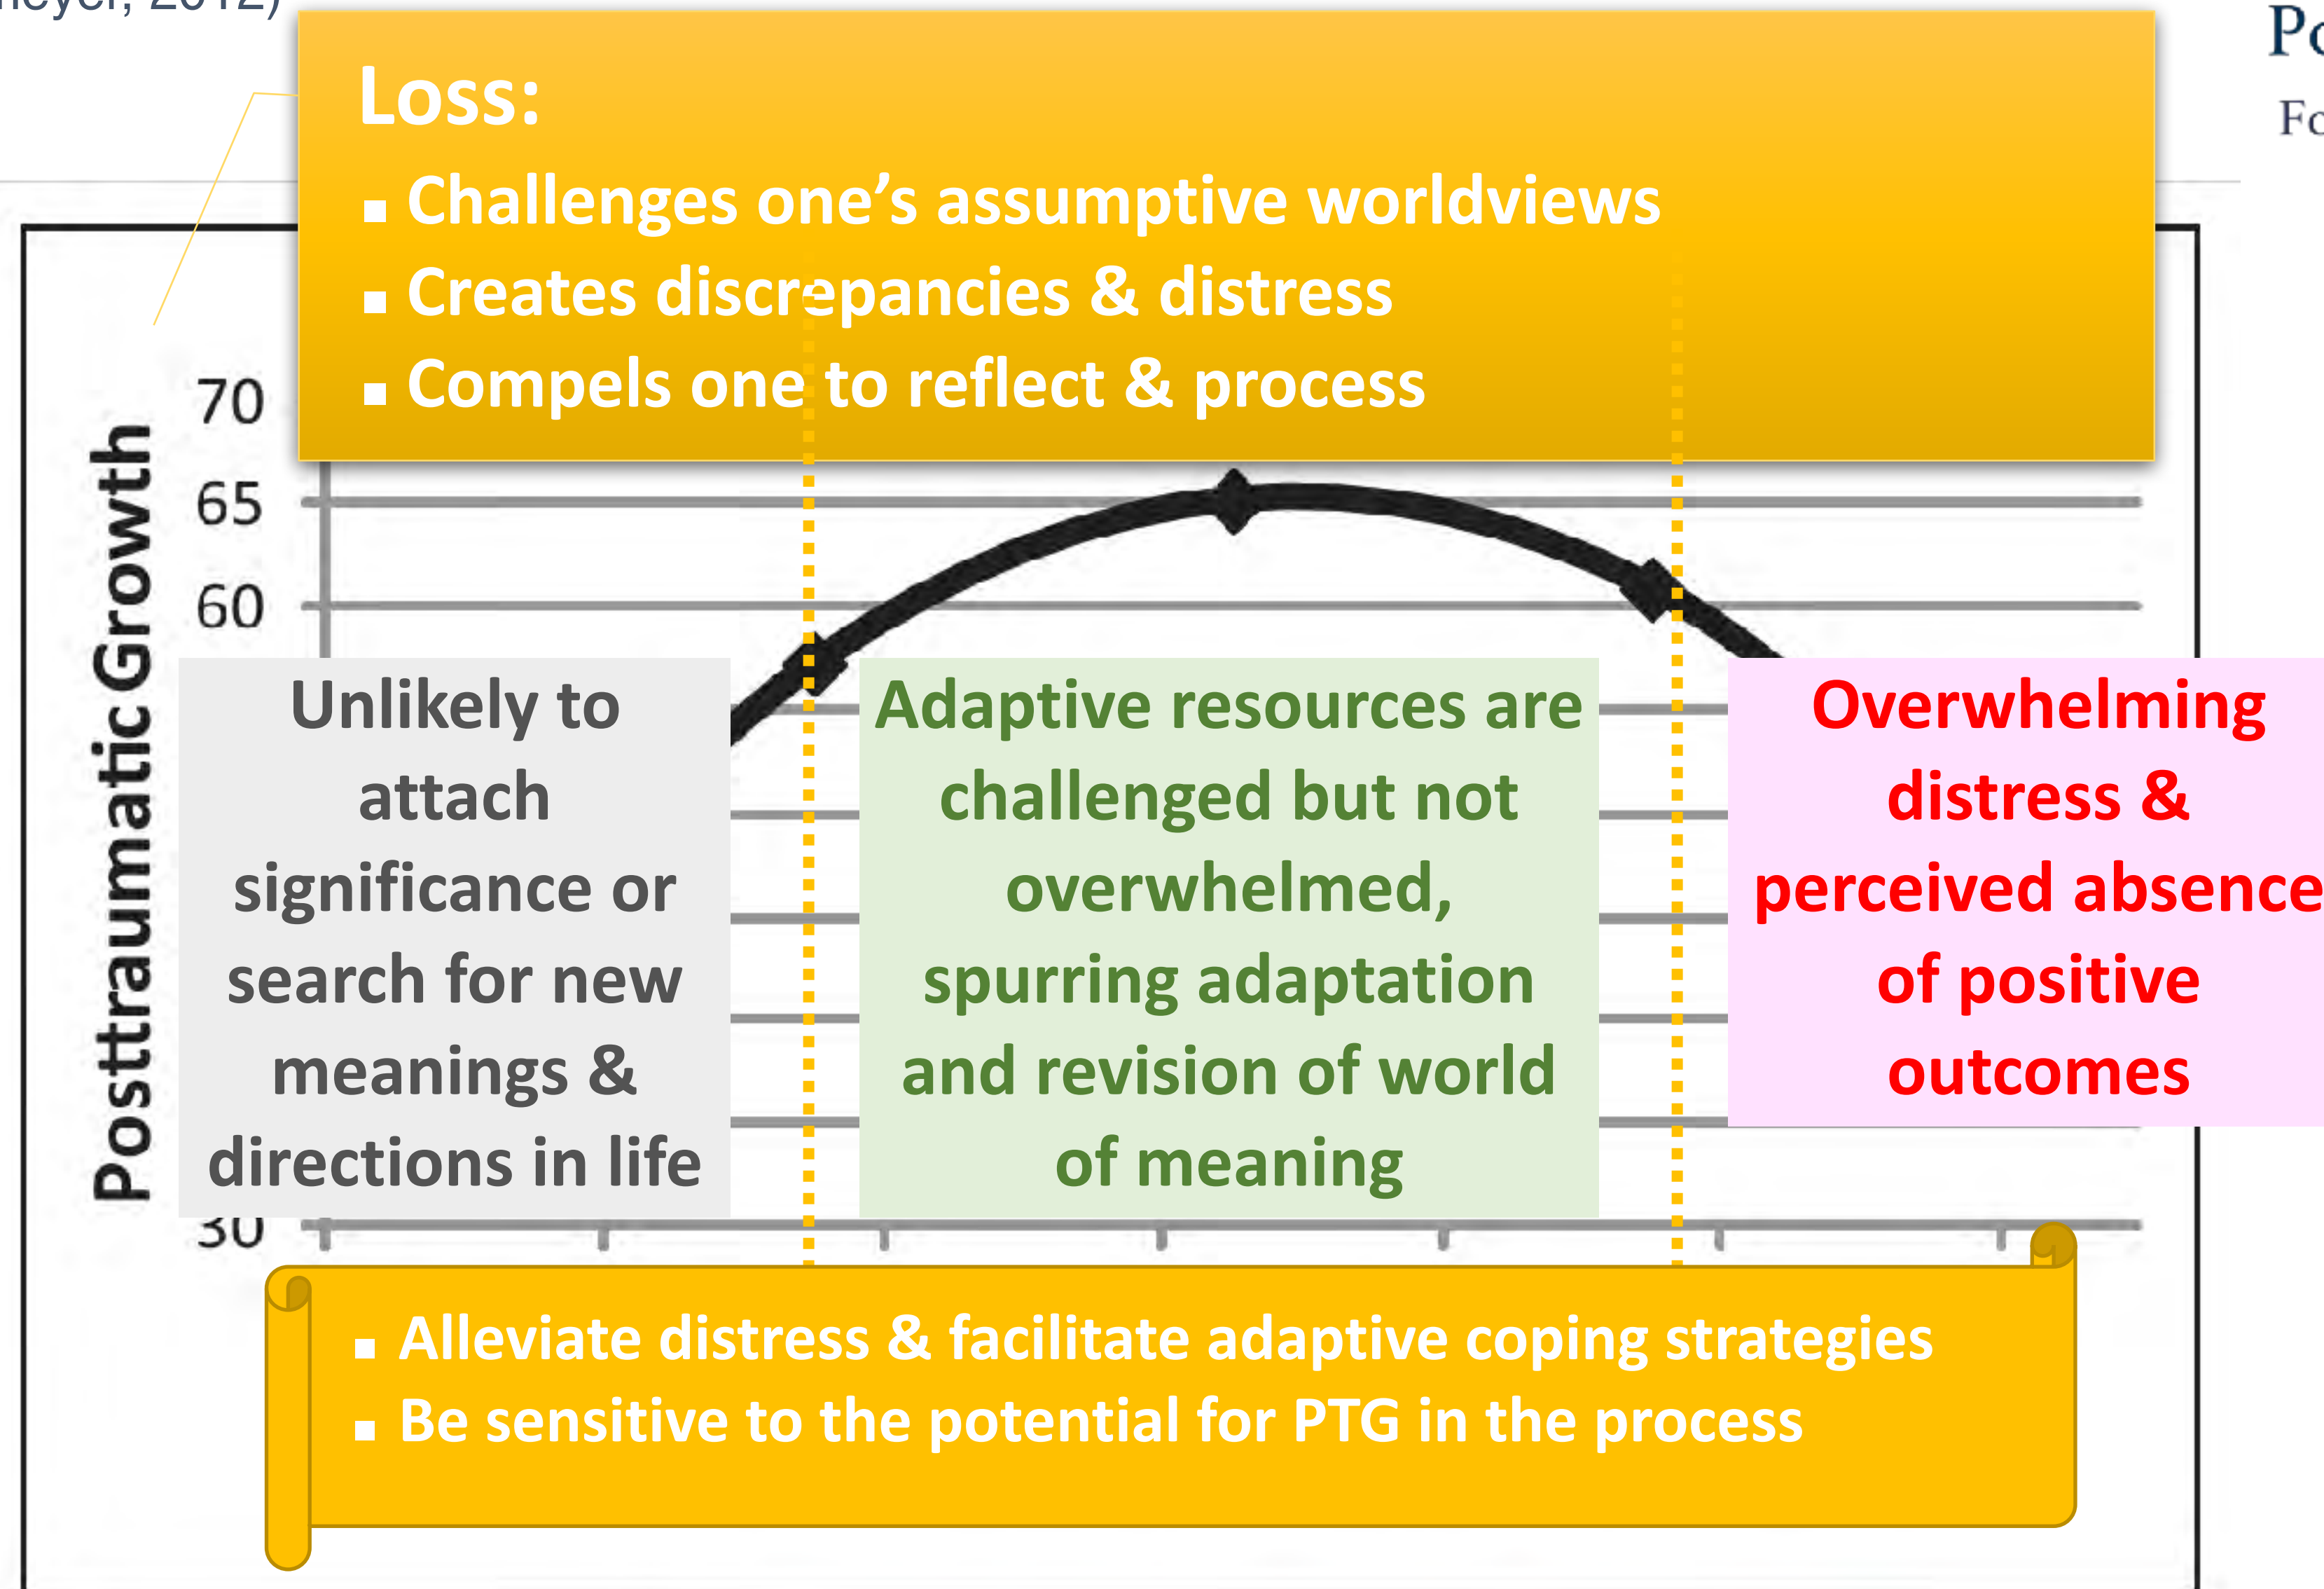 2012)
Loss:
▪ Challenges one’s assumptive worldviews
▪ Creates discrepancies & distress
▪ Compels one to reflect & process
Posttraumatic Growth
70
65
60
30
Unlikely to
attach
significance or
search for new
meanings &
directions in life
Adaptive resources are
challenged but not
overwhelmed,
spurring adaptation
and revision of world
of meaning
Overwhelming
distress &
perceived absence
of positive
outcomes
▪ Alleviate distress & facilitate adaptive coping strategies
▪ Be sensitive to the potential for PTG in the process